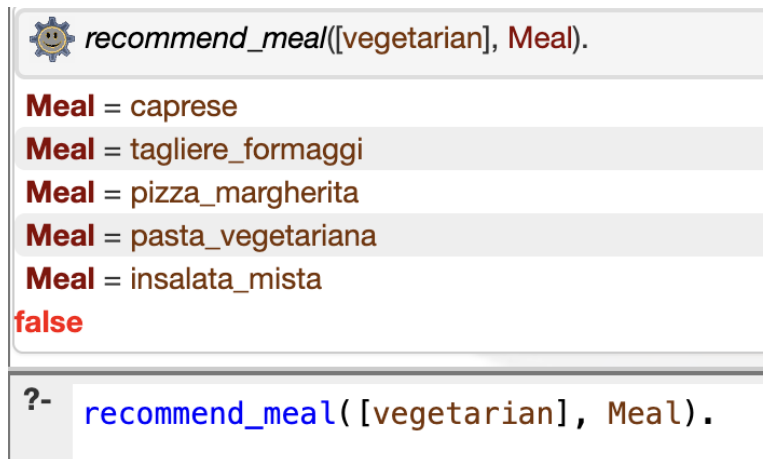 recommend_meal([vegetarian], Meal).
Meal = caprese
Meal = tagliere_formaggi
Meal = pizza_margherita
Meal = pasta_vegetariana
Meal = insalata_mista
false
?- recommend_meal([vegetarian], Meal).